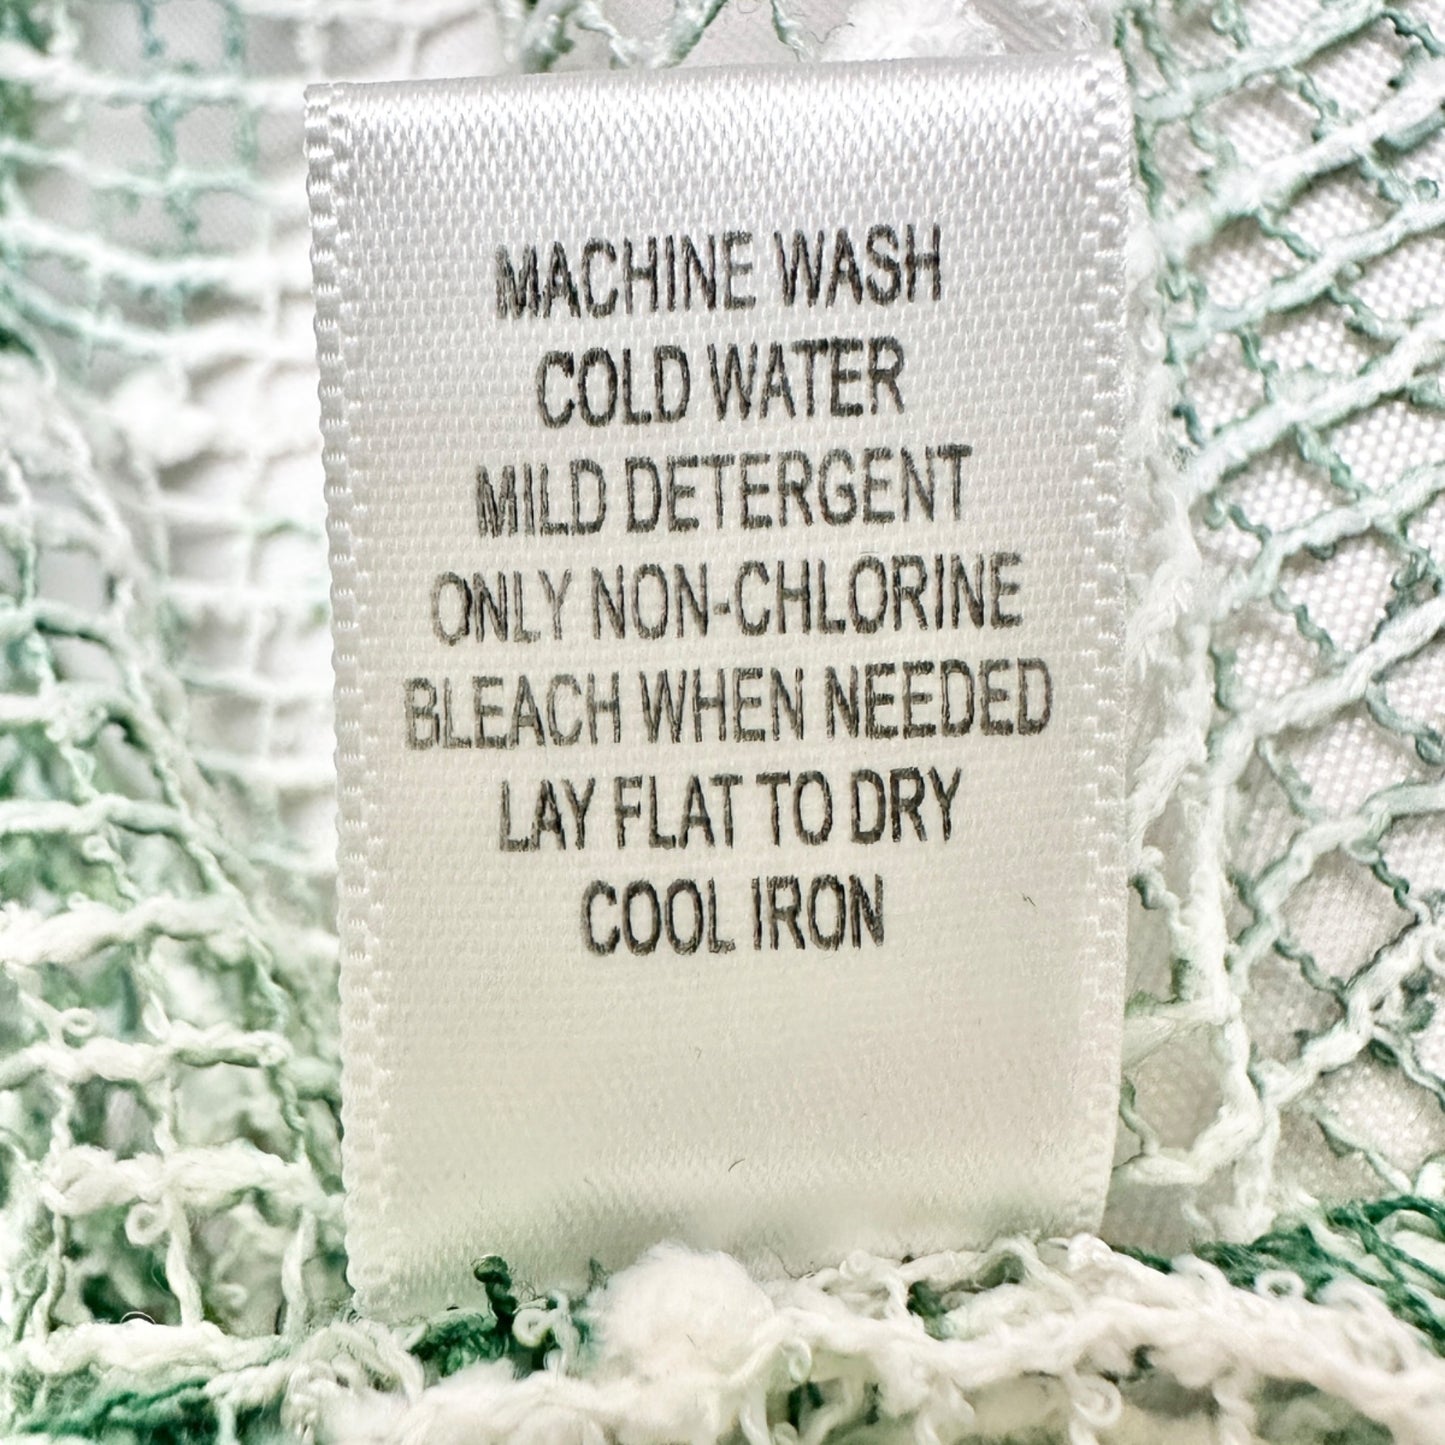 MACHINE WASH
COLD WATER
MILD DETERGENT
ONLY NON-CHLORINE
BLEACH WHEN NEEDED
LAY FLAT TO DRY
COOL IRON